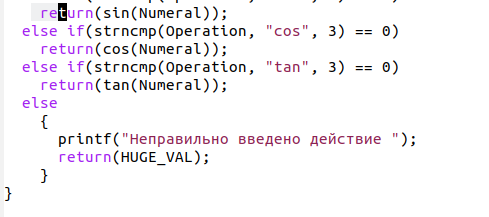 return(sin(Numeral));
else if(strncmp(Operation, "cos", 3) == 0)
return(cos(Numeral));
else if(strncmp(Operation, "tan", 3) == 0)
return(tan(Numeral));
else
{
printf("Неправильно введено действие ");
return(HUGE_VAL);
}
}